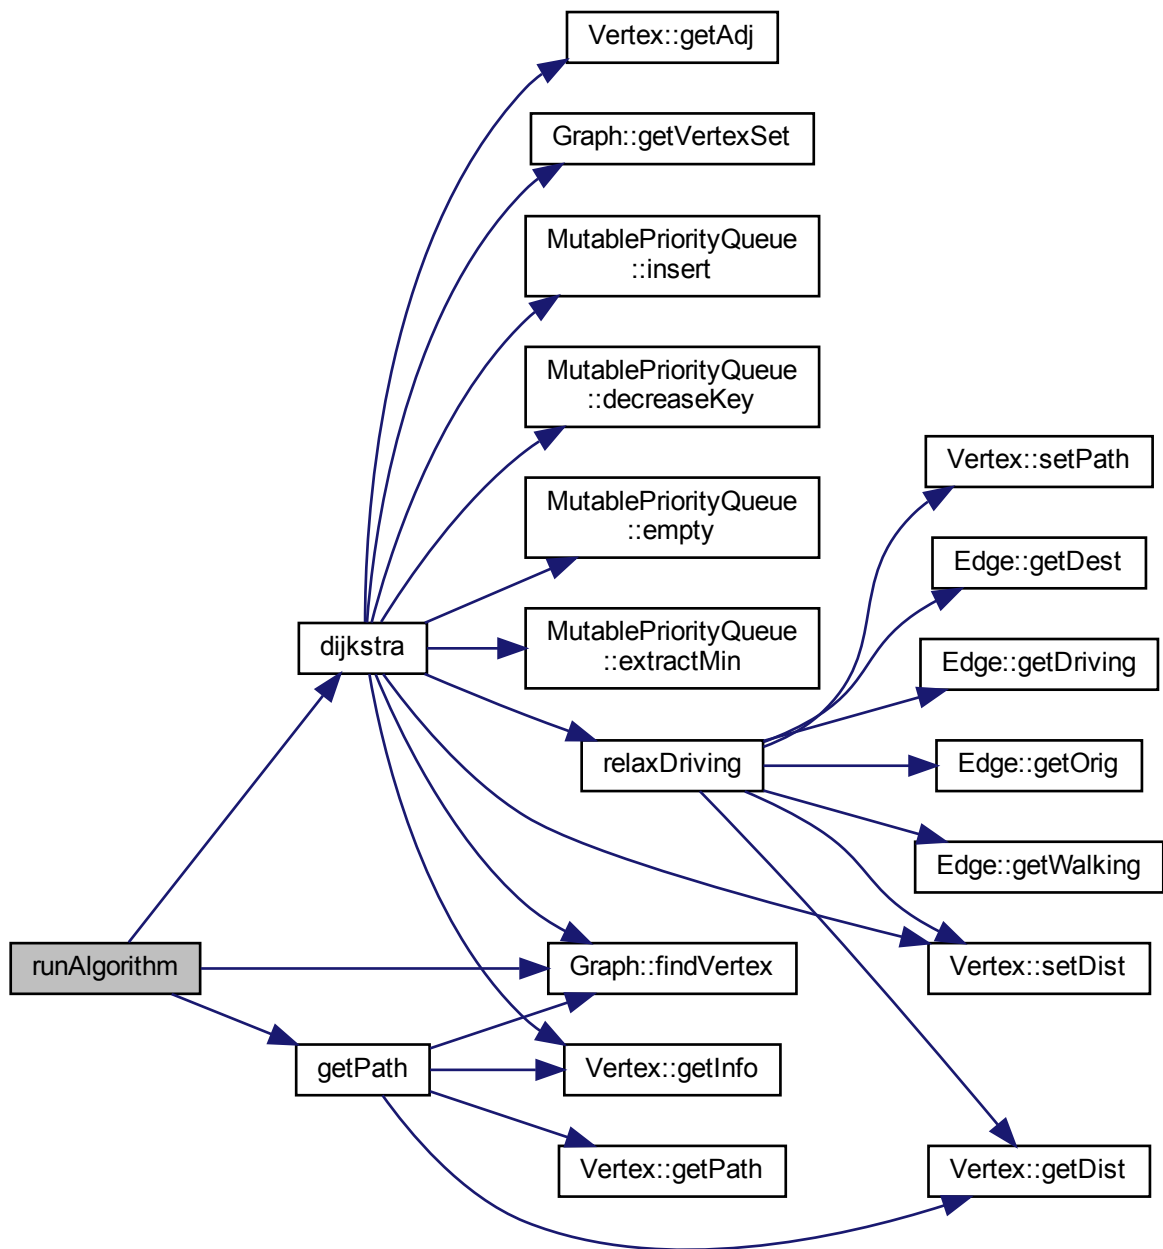 Vertex::getAdj
Graph::getVertexSet
MutablePriorityQueue
::insert
MutablePriorityQueue
::decreaseKey
Vertex::setPath
MutablePriorityQueue
::empty
Edge::getDest
dijkstra
MutablePriorityQueue
::extractMin
Edge::getDriving
relaxDriving
Edge::getOrig
Edge::getWalking
runAlgorithm
Graph::findVertex
Vertex::setDist
getPath
Vertex::getInfo
Vertex::getPath
Vertex::getDist